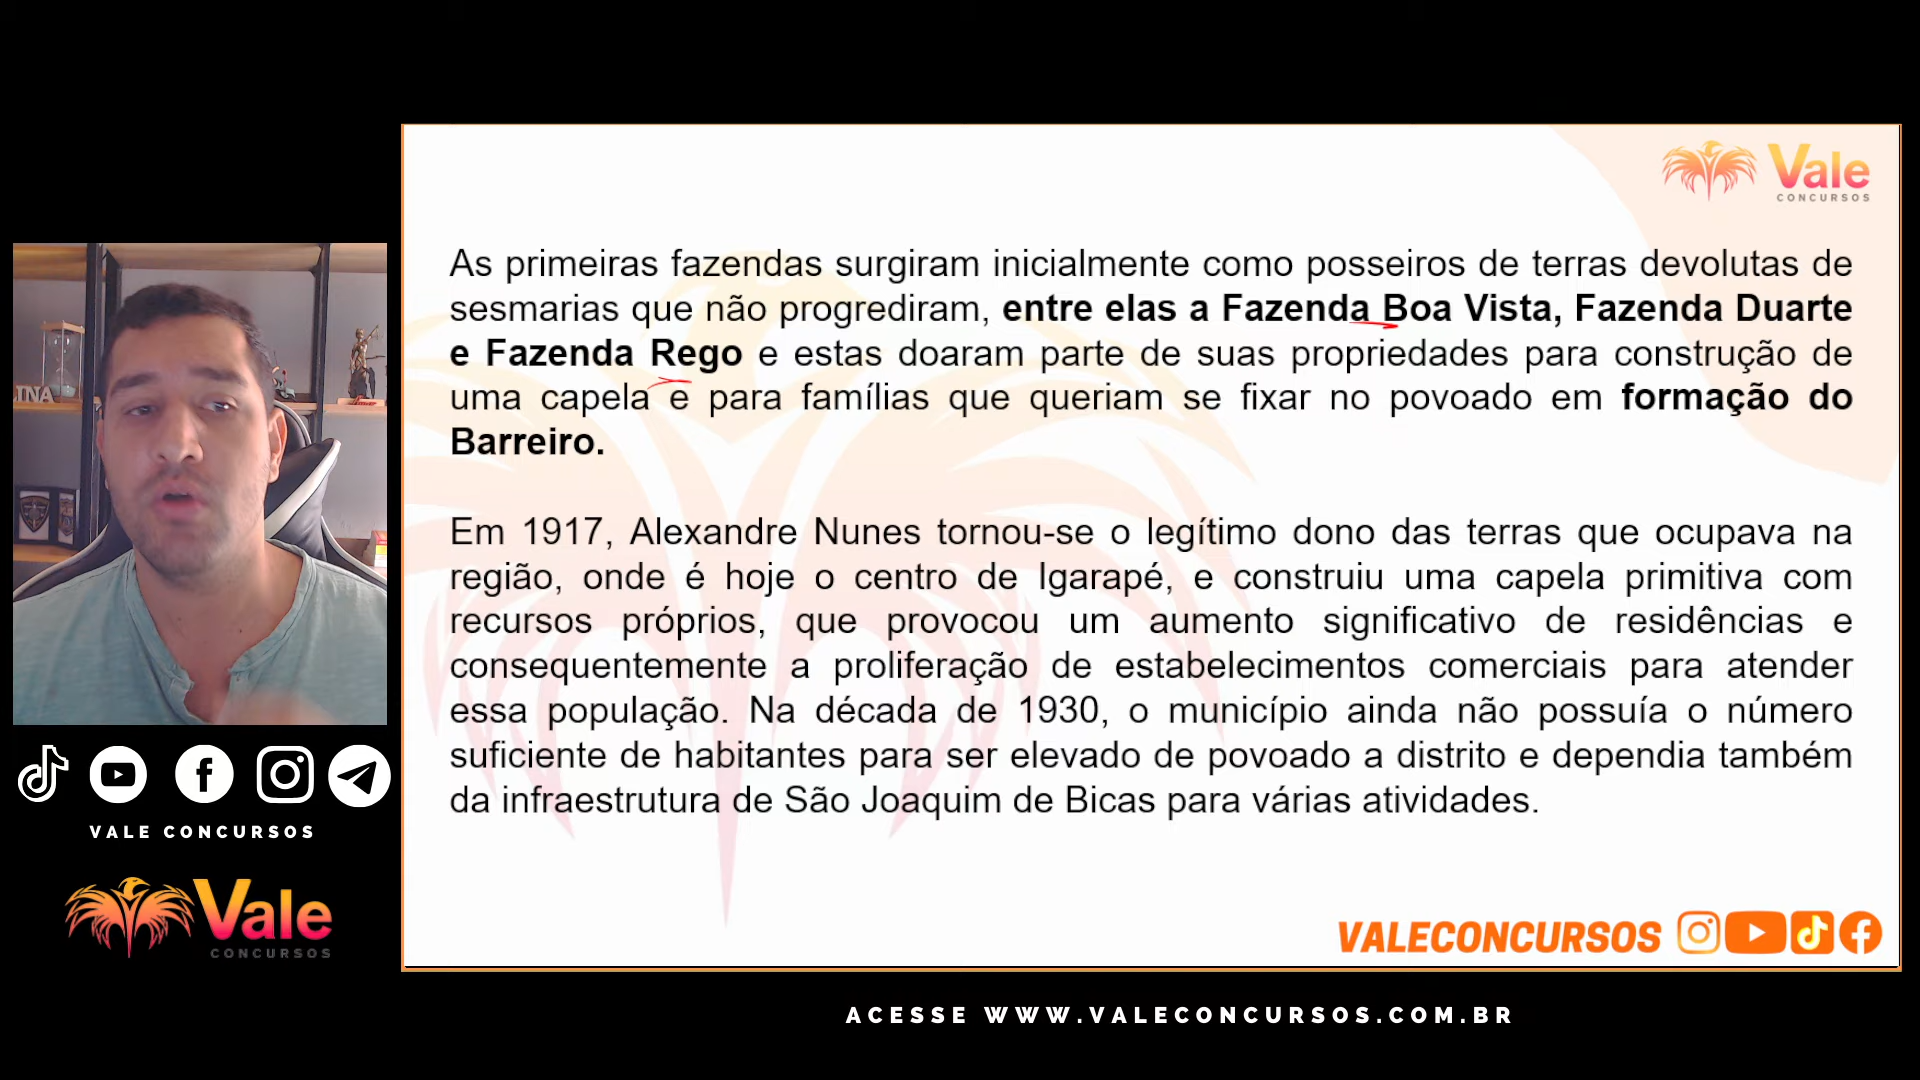 Vale
CONCURSOS
As primeiras fazendas surgiram inicialmente como posseiros de terras devolutas de
sesmarias que não progrediram, entre elas a Fazenda Boa Vista, Fazenda Duarte
e Fazenda Rego e estas doaram parte de suas propriedades para construção de
uma capela e para famílias que queriam se fixar no povoado em formação do
Barreiro.
Em 1917, Alexandre Nunes tornou-se o legítimo dono das terras que ocupava na
região, onde é hoje o centro de Igarapé, e construiu uma capela primitiva com
recursos próprios, que provocou um aumento significativo de residências e
consequentemente a proliferação de estabelecimentos comerciais para atender
essa população. Na década de 1930, o município ainda não possuía o número
suficiente de habitantes para ser elevado de povoado a distrito e dependia também
da infraestrutura de São Joaquim de Bicas para várias atividades.
INA
VALE CONCURSOS
Vale
CONCURSOS
VALECONCURSOS
ACESSE WWW.VALECONCURSOS.COM.BR